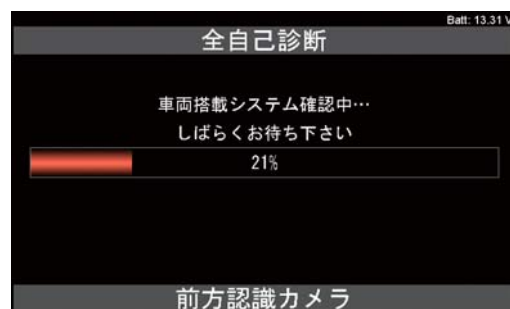 Batt: 13.31 V
全自己診断
車両搭載システム確認中…
しばらくお待ち下さい
21%
前方認識カメラ